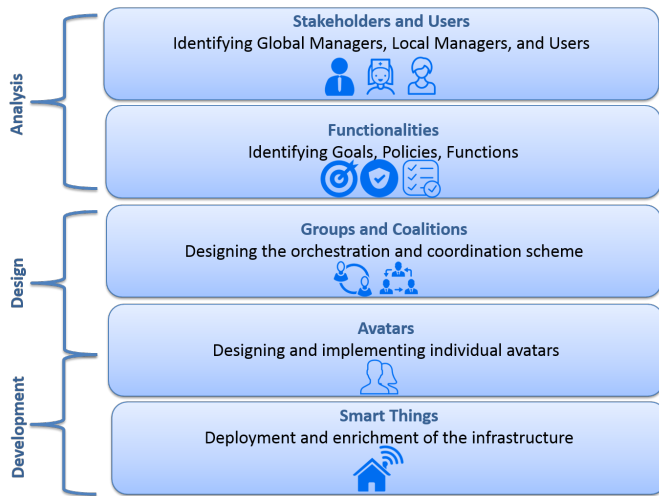 Analysis
Stakeholders and Users
Identifying Global Managers, Local Managers, and Users
Functionalities
Identifying Goals, Policies, Functions
Design
Groups and Coalitions
Designing the orchestration and coordination scheme
Avatars
Designing and implementing individual avatars
Development
Smart Things
Deployment and enrichment of the infrastructure